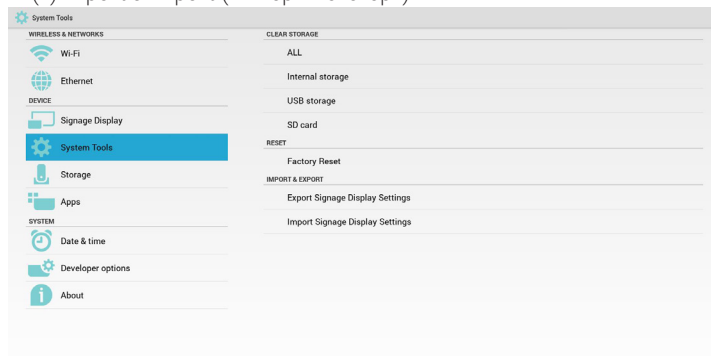 System Tools
WIRELESS & NETWORKS
Wi-Fi
Ethernet
DEVICE
Signage Display
System Tools
Storage
Apps
SYSTEM
Date & time
Developer options
About
CLEAR STORAGE
ALL
Internal storage
USB storage
SD card
RESET
Factory Reset
IMPORT & EXPORT
Export Signage Display Settings
Import Signage Display Settings